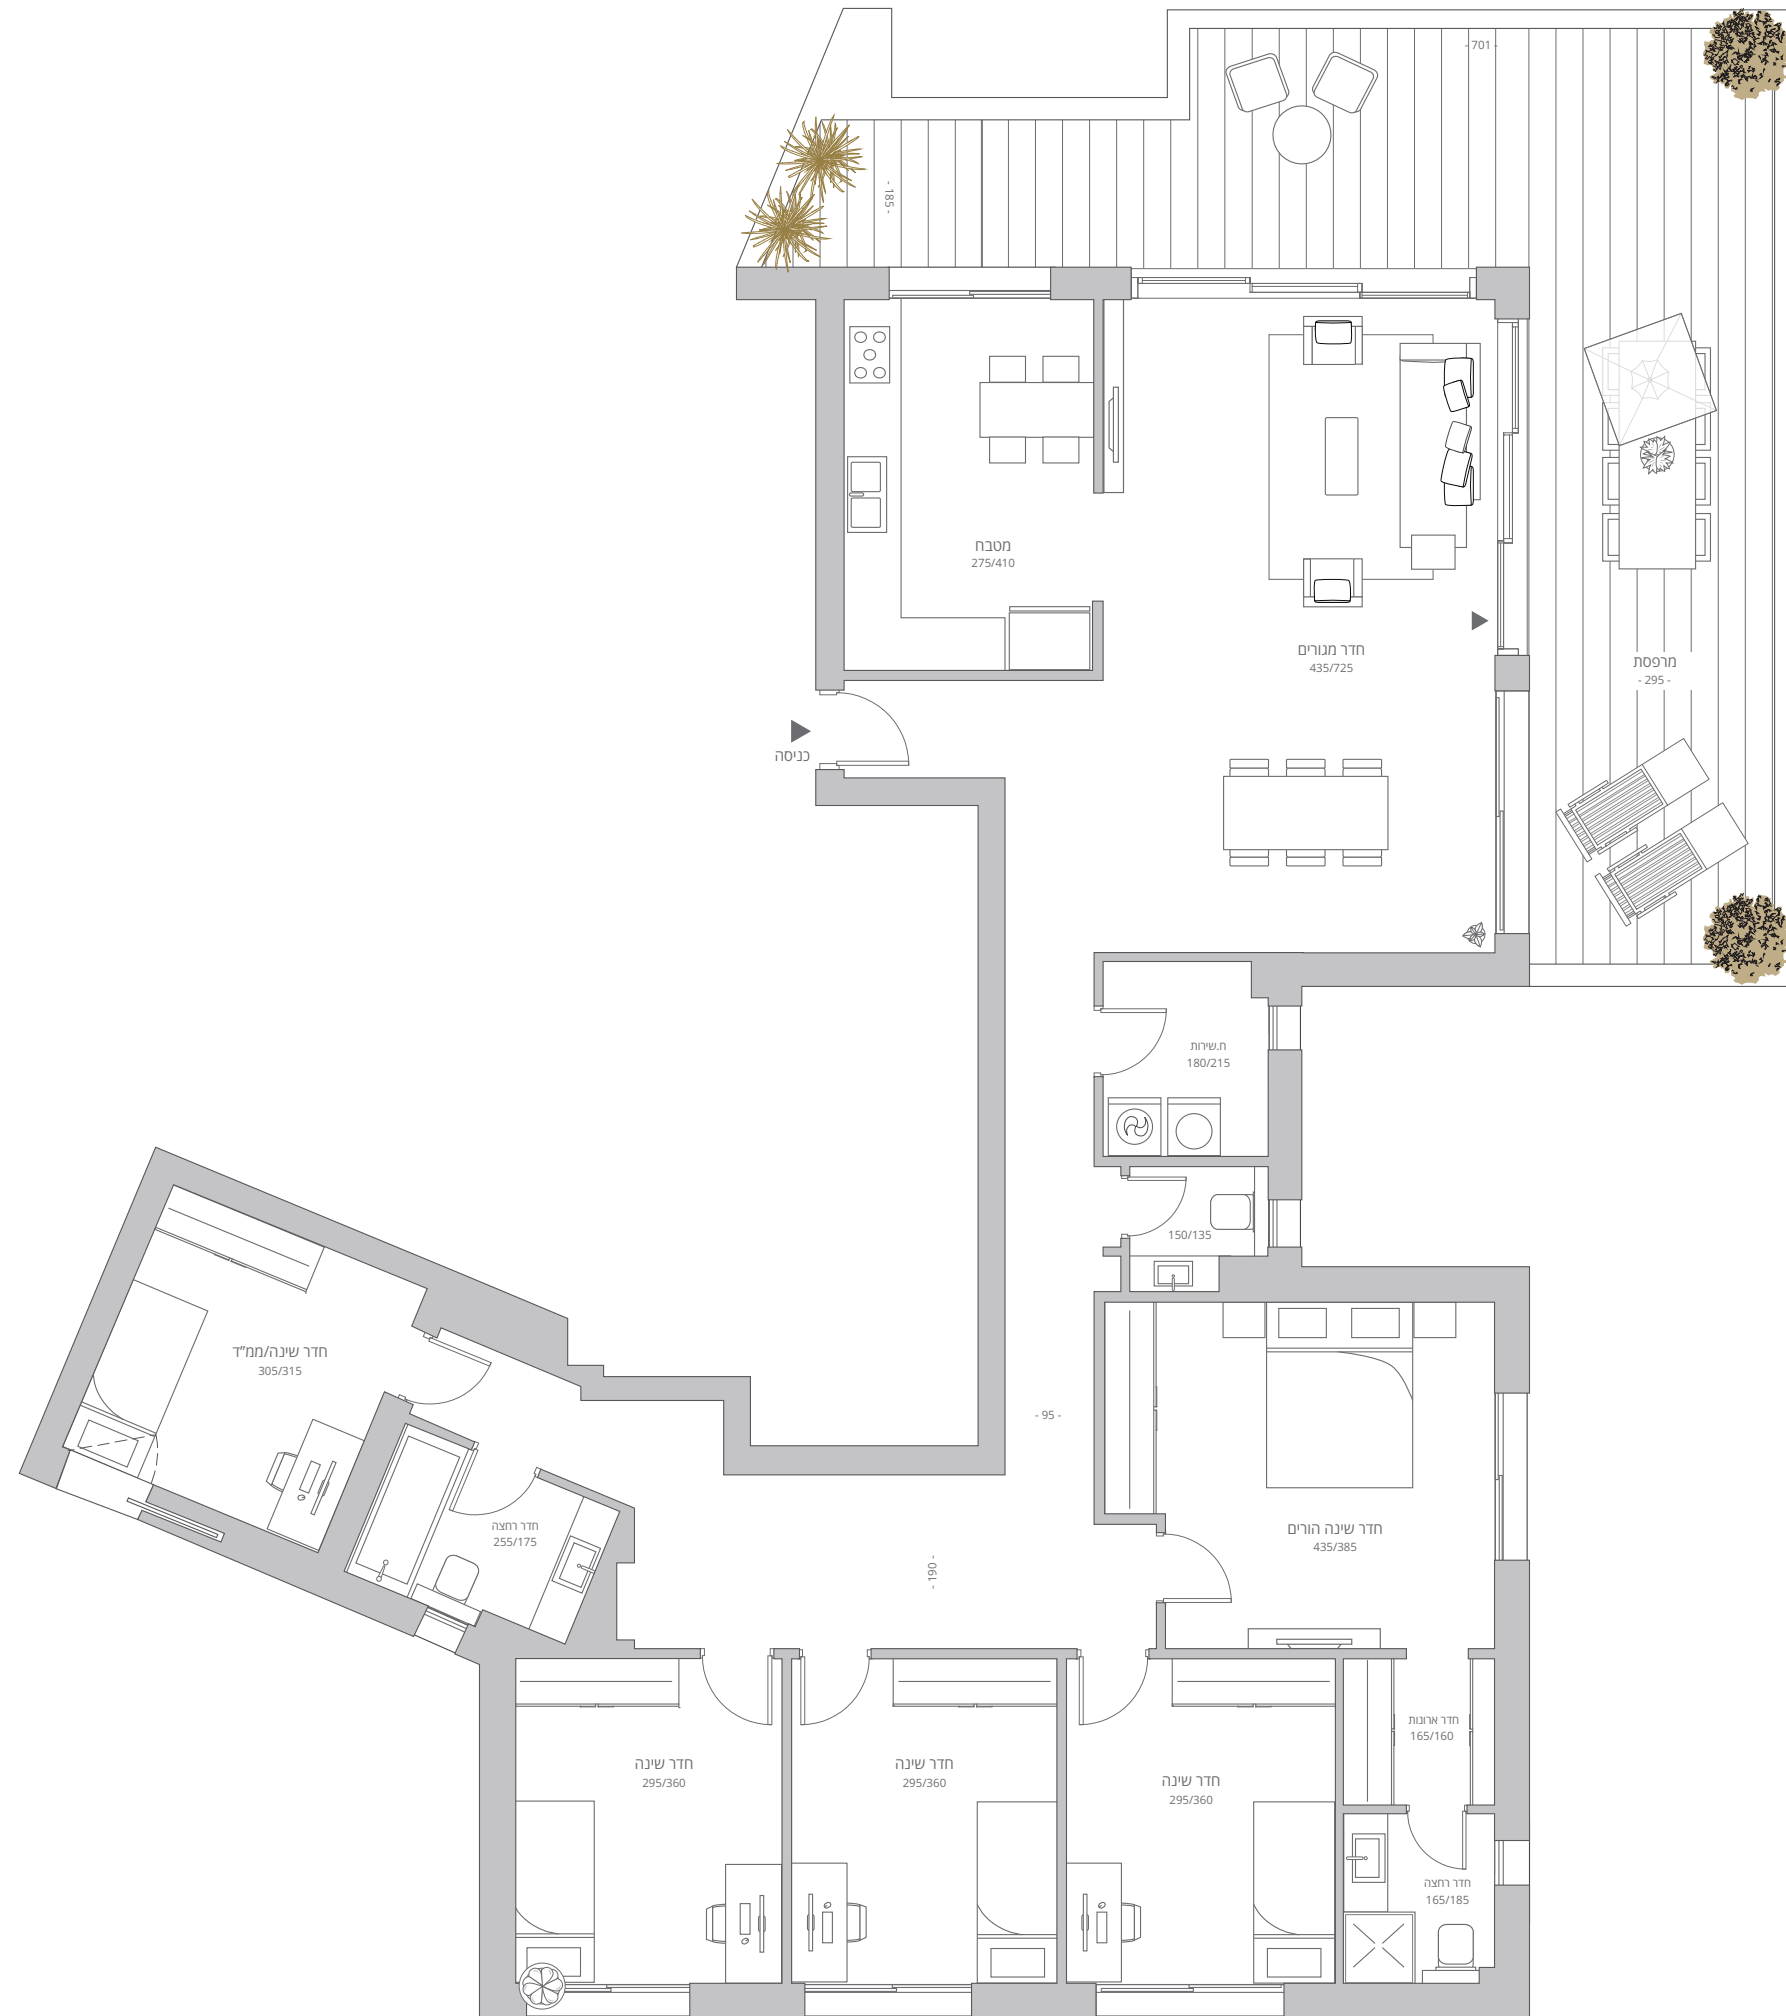 - 701 -
- 185 -
מטבח
275/410
חדר מגורים
435/725
מרפסת
- 295 -
כניסה
ח.שירות
180/215
150/135
חדר שינה/ממ"ד
305/315
- 95 -
חדר רחצה
255/175
חדר שינה הורים
435/385
- 190 -
חדר ארונות
165/160
חדר שינה
295/360
חדר שינה
295/360
חדר שינה
295/360
חדר רחצה
165/185